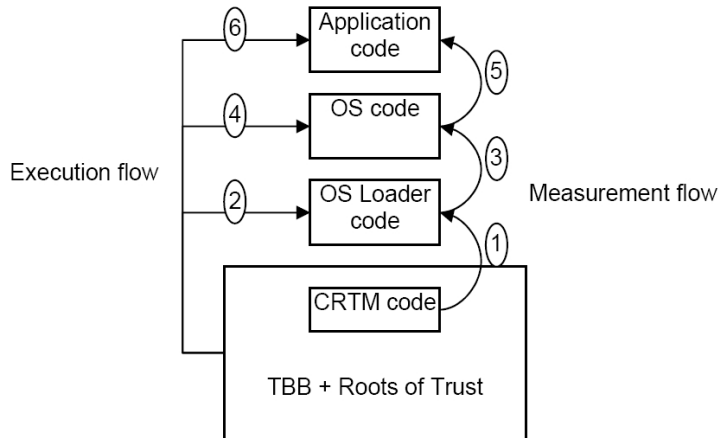 6
Application
code
5
4
OS code
3
Execution flow
2
OS Loader
code
Measurement flow
1
CRTM code
TBB + Roots of Trust